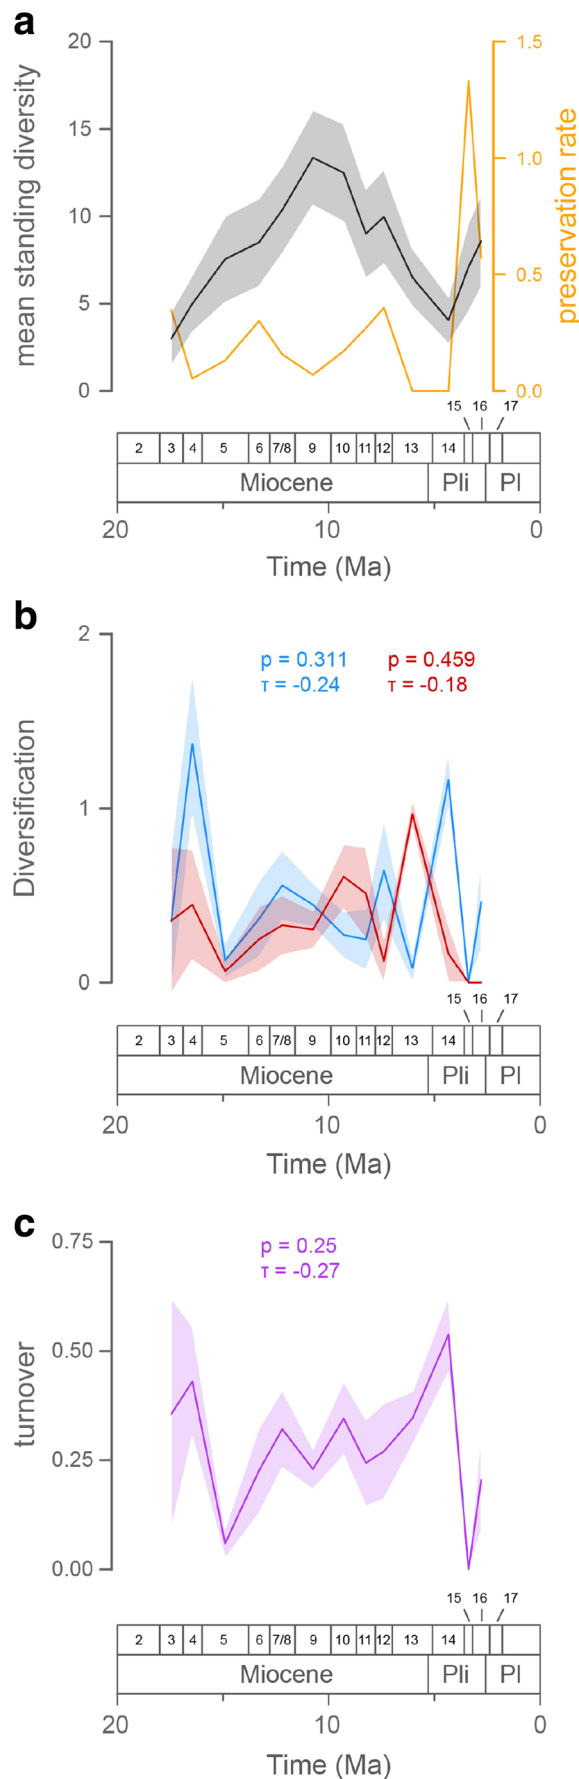 a
20
15
10
5
0
mean standing diversity
1.5
1.0
0.5
0.0
preservation rate
15 16 17
2 3 4 5 6 7/8 9 10 11 12 13 14
Miocene Pli Pl
20 10 0
Time (Ma)
b
2
1
0
Diversification
p = 0.311 p = 0.459
τ = -0.24 τ = -0.18
15 16 17
2 3 4 5 6 7/8 9 10 11 12 13 14
Miocene Pli Pl
20 10 0
Time (Ma)
c
0.75
0.50
0.25
0.00
turnover
p = 0.25
τ = -0.27
15 16 17
2 3 4 5 6 7/8 9 10 11 12 13 14
Miocene Pli Pl
20 10 0
Time (Ma)